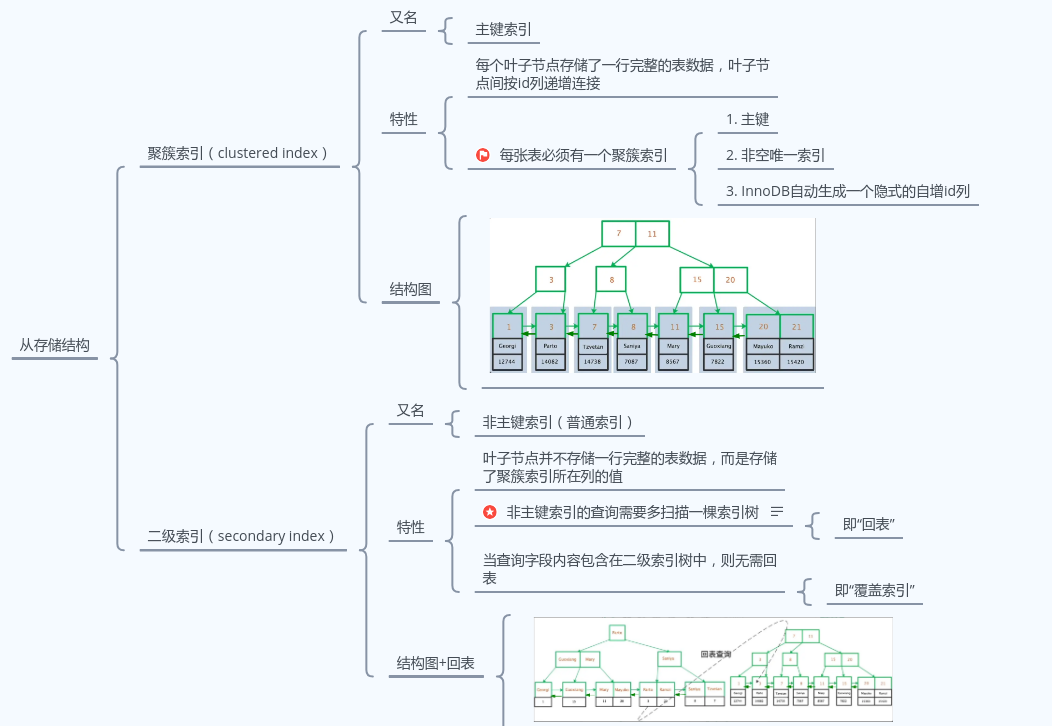 从存储结构
聚簇索引（clustered index）
又名
主键索引
特性
每个叶子节点存储了一行完整的表数据，叶子节
点间按id列递增连接
每张表必须有一个聚簇索引
1. 主键
2. 非空唯一索引
3. InnoDB自动生成一个隐式的自增id列
结构图
7 11
3 8 15 20
1 3 7 8 11 15 20 21
Georgi Parto Tzvetan Saniya Mary Guoxiang Mayuko Ramzi
12744 14082 14738 7087 8567 7822 15360 15420
二级索引（secondary index）
又名
非主键索引（普通索引）
特性
叶子节点并不存储一行完整的表数据，而是存储
了聚簇索引所在列的值
非主键索引的查询需要多扫描一棵索引树
即“回表”
当查询字段内容包含在二级索引树中，则无需回
表
即“覆盖索引”
结构图+回表
Parto
Guoxiang Mary Saniya
Georgi Guoxiang Mary Mayuko Parto Ramzi Saniya Tzvetan
回表查询
7 11
3 8 15 20